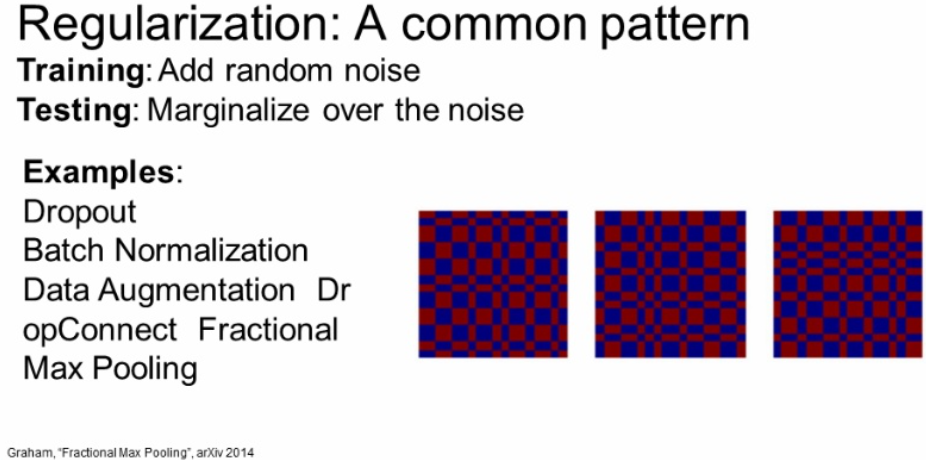 Regularization: A common pattern
Training: Add random noise
Testing: Marginalize over the noise
Examples:
Dropout
Batch Normalization
Data Augmentation Dr
opConnect Fractional
Max Pooling
Graham, "Fractional Max Pooling", arXiv 2014